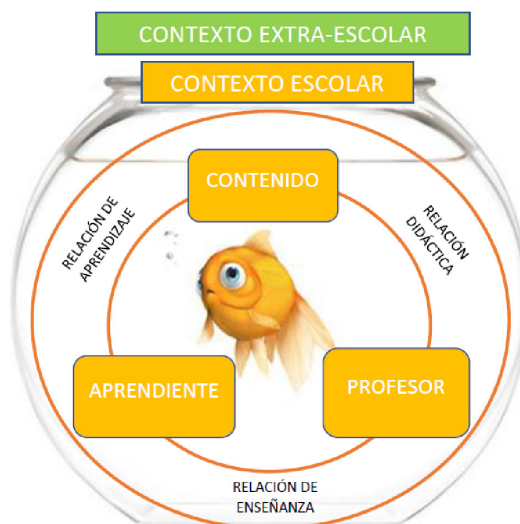 CONTEXTO EXTRA-ESCOLAR
CONTEXTO ESCOLAR
CONTENIDO
RELACIÓN DE
APRENDIZAJE
RELACIÓN
DIDÁCTICA
APRENDIENTE
PROFESOR
RELACIÓN DE
ENSEÑANZA